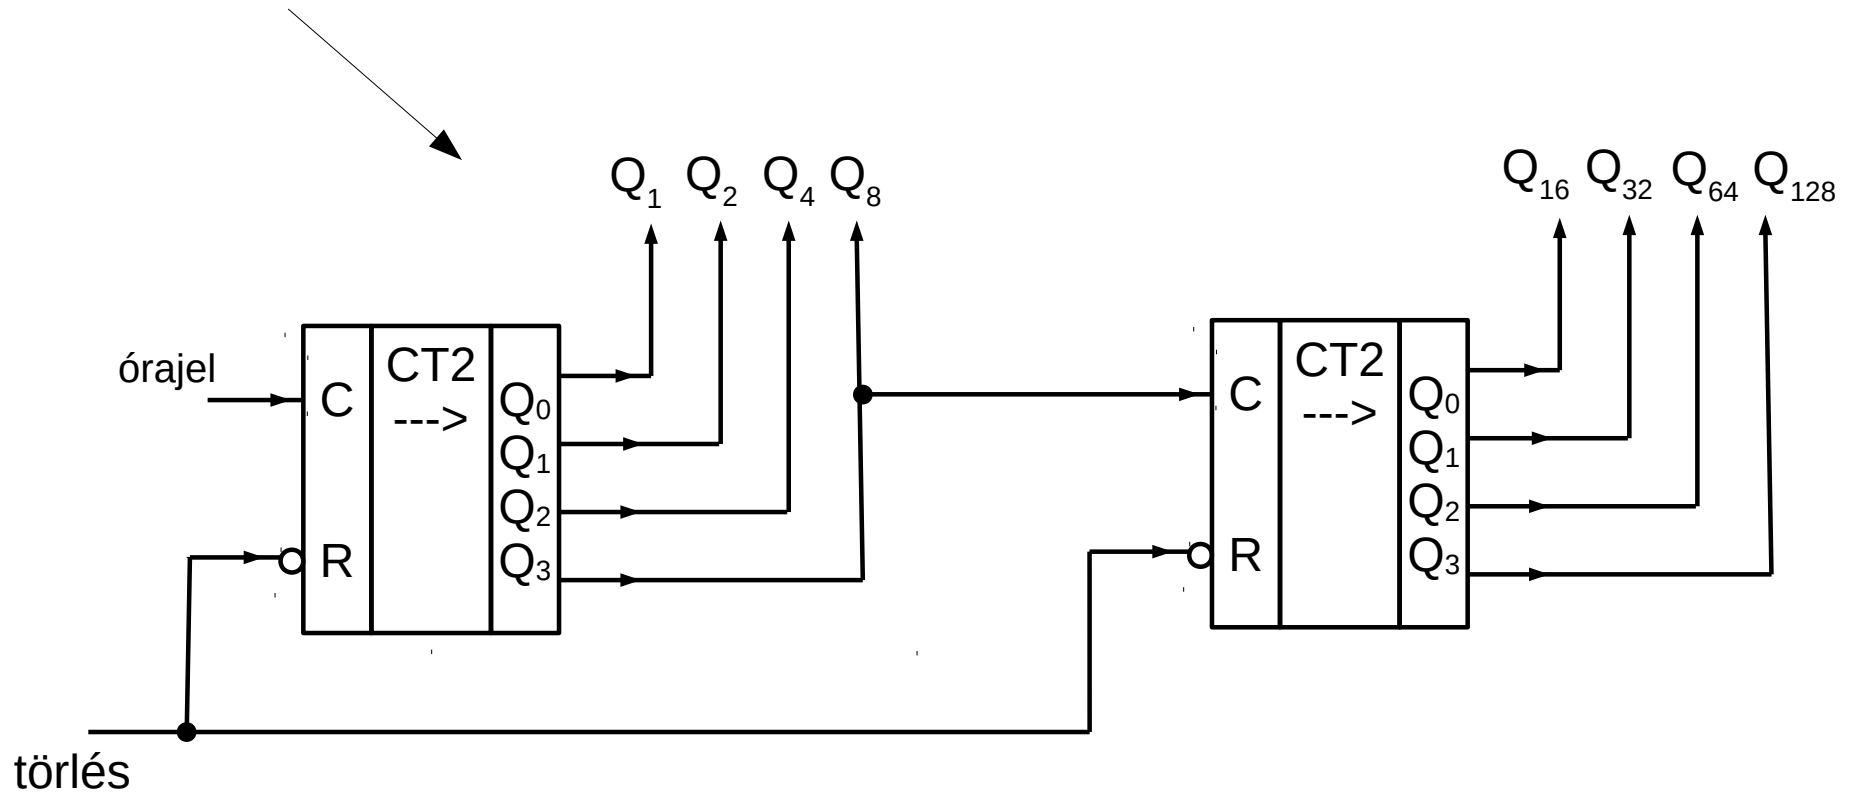 Q1 Q2 Q4 Q8
Q16 Q32 Q64 Q128
órajel
C
R
CT2
--->
Q0
Q1
Q2
Q3
C
R
CT2
--->
Q0
Q1
Q2
Q3
törlés